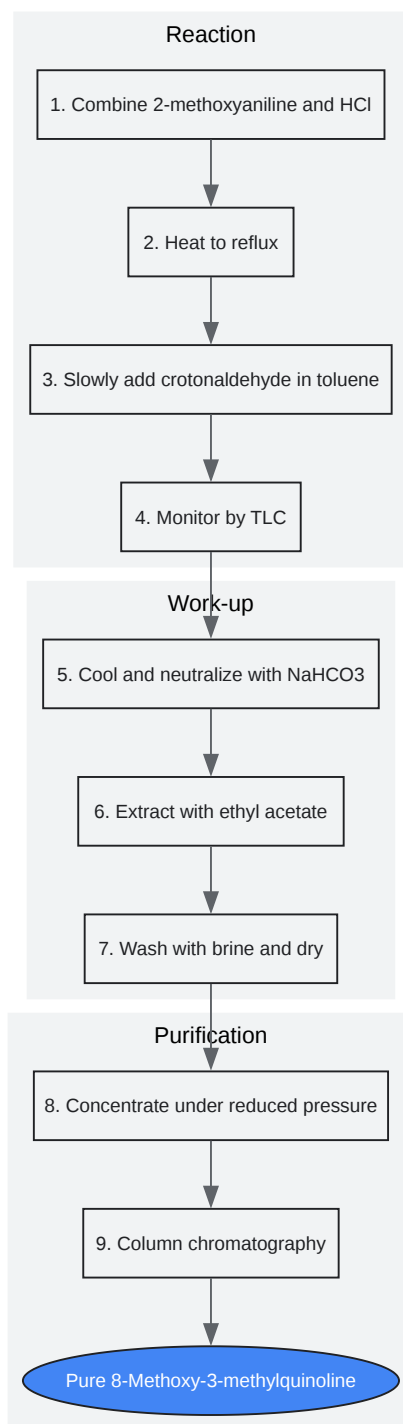 Reaction
1. Combine 2-methoxyaniline and HCl
2. Heat to reflux
3. Slowly add crotonaldehyde in toluene
4. Monitor by TLC
Work-up
5. Cool and neutralize with NaHCO3
6. Extract with ethyl acetate
7. Wash with brine and dry
Purification
8. Concentrate under reduced pressure
9. Column chromatography
Pure 8-Methoxy-3-methylquinoline